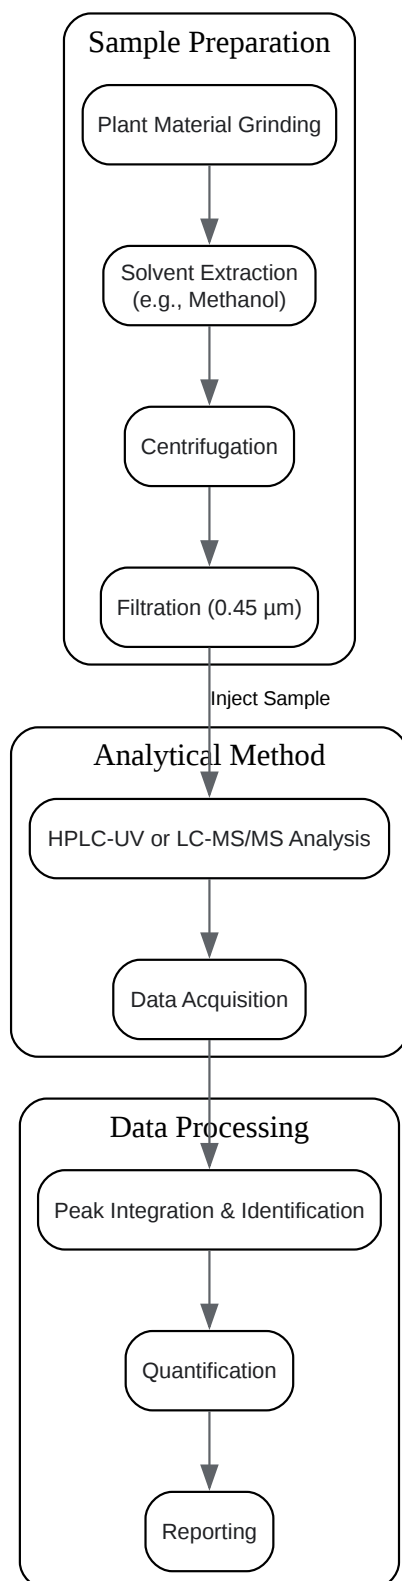 Sample Preparation
Plant Material Grinding
Solvent Extraction
(e.g., Methanol)
Centrifugation
Filtration (0.45 µm)
Inject Sample
Analytical Method
HPLC-UV or LC-MS/MS Analysis
Data Acquisition
Data Processing
Peak Integration & Identification
Quantification
Reporting